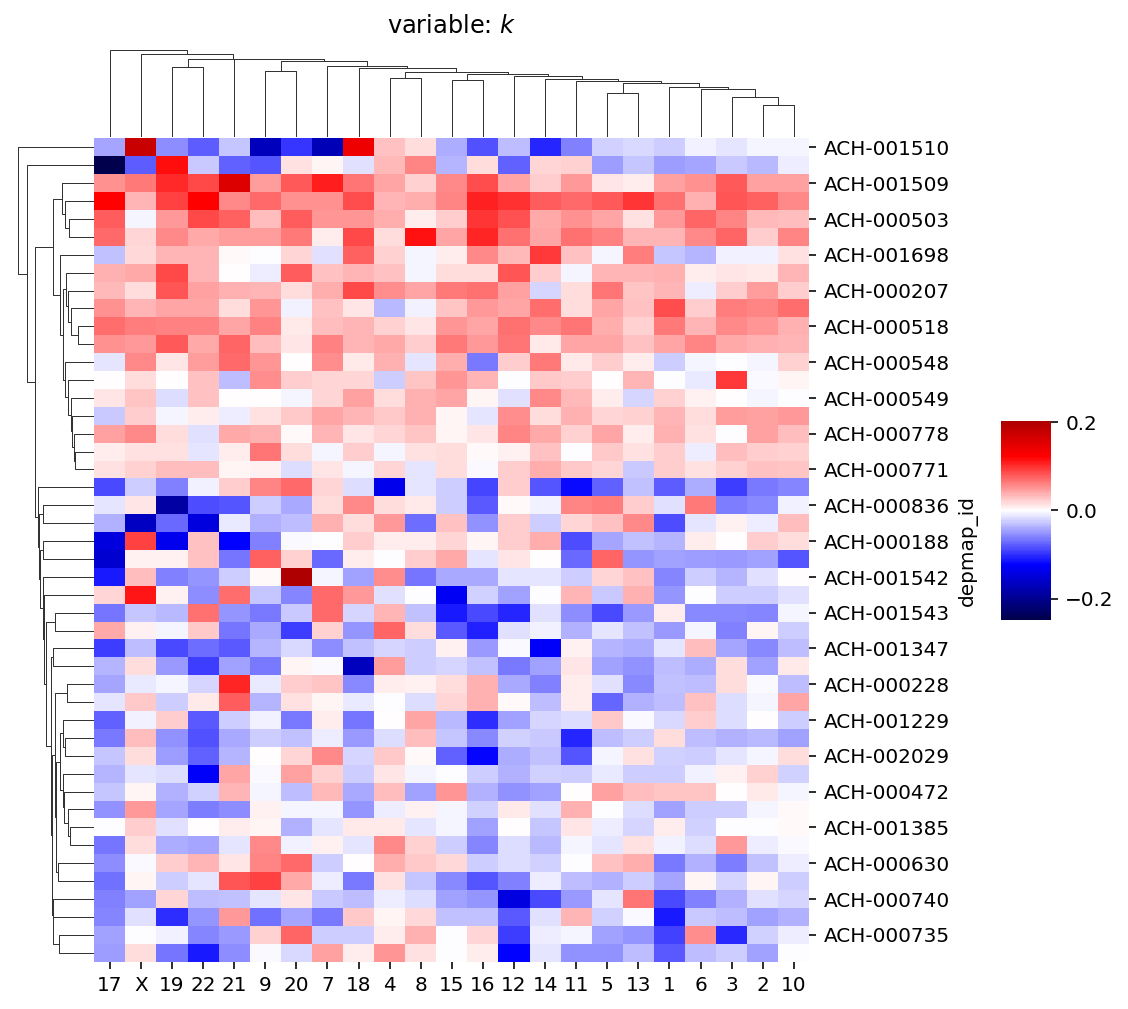 variable: k
ACH-001510
ACH-001509
ACH-000503
ACH-001698
ACH-000207
ACH-000518
ACH-000548
ACH-000549
ACH-000778
ACH-000771
ACH-000836
ACH-000188
ACH-001542
ACH-001543
ACH-001347
ACH-000228
ACH-001229
ACH-002029
ACH-000472
ACH-001385
ACH-000630
ACH-000740
ACH-000735
17 X 19 22 21 9 20 7 18 4 8 15 16 12 14 11 5 13 1 6 3 2 10
depmap_id
0.2
0.0
−0.2